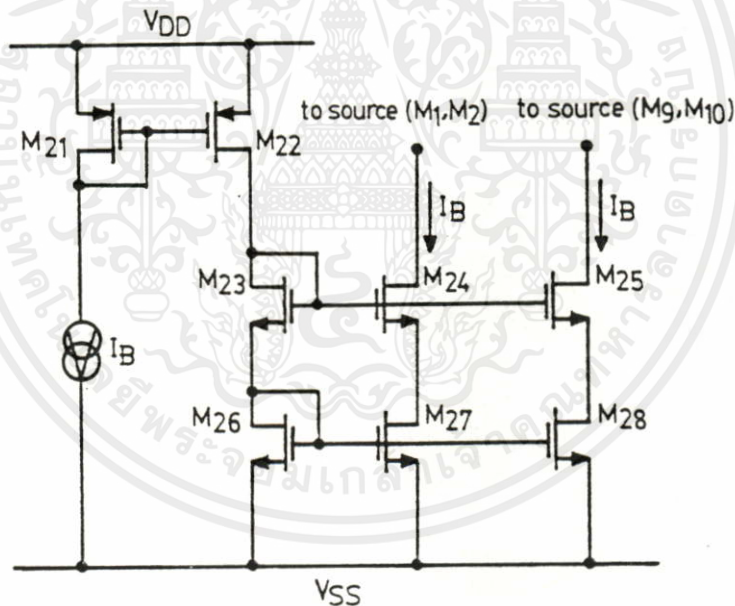 VDD
to source (M1,M2) to source (M9,M10)
M21 M22
IB IB
M23 M24 M25
IB
M26 M27 M28
VSS